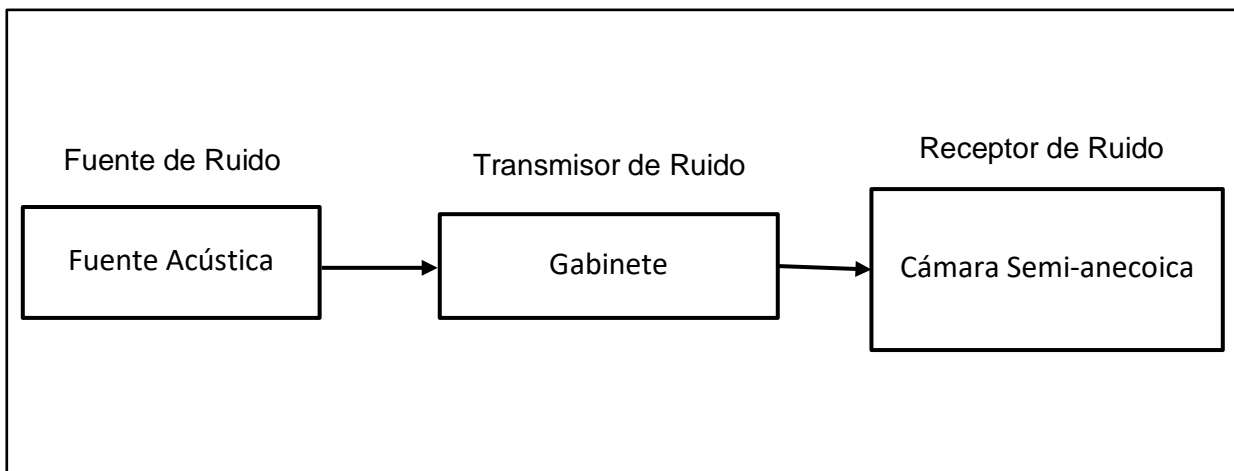 Fuente de Ruido
Transmisor de Ruido
Receptor de Ruido
Fuente Acústica
Gabinete
Cámara Semi-anecoica